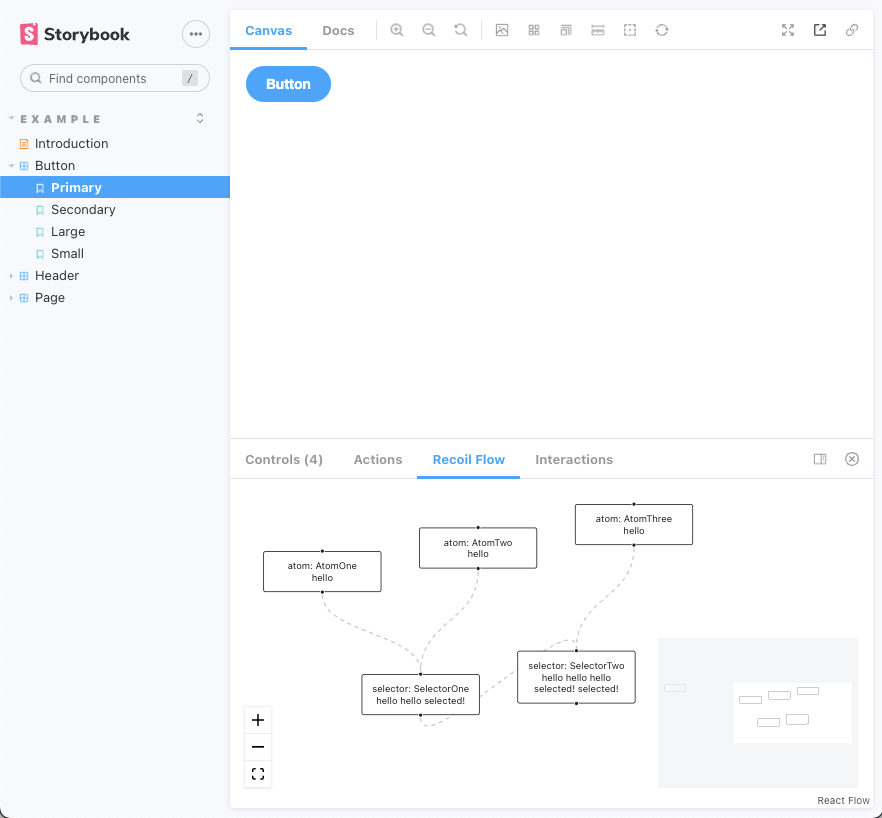 Storybook
Find components
/
EXAMPLE
Introduction
Button
Primary
Secondary
Large
Small
Header
Page
Canvas
Docs
Button
Controls (4)
Actions
Recoil Flow
Interactions
atom: AtomOne
hello
atom: AtomTwo
hello
atom: AtomThree
hello
selector: SelectorOne
hello hello selected!
selector: SelectorTwo
hello hello hello
selected! selected!
React Flow